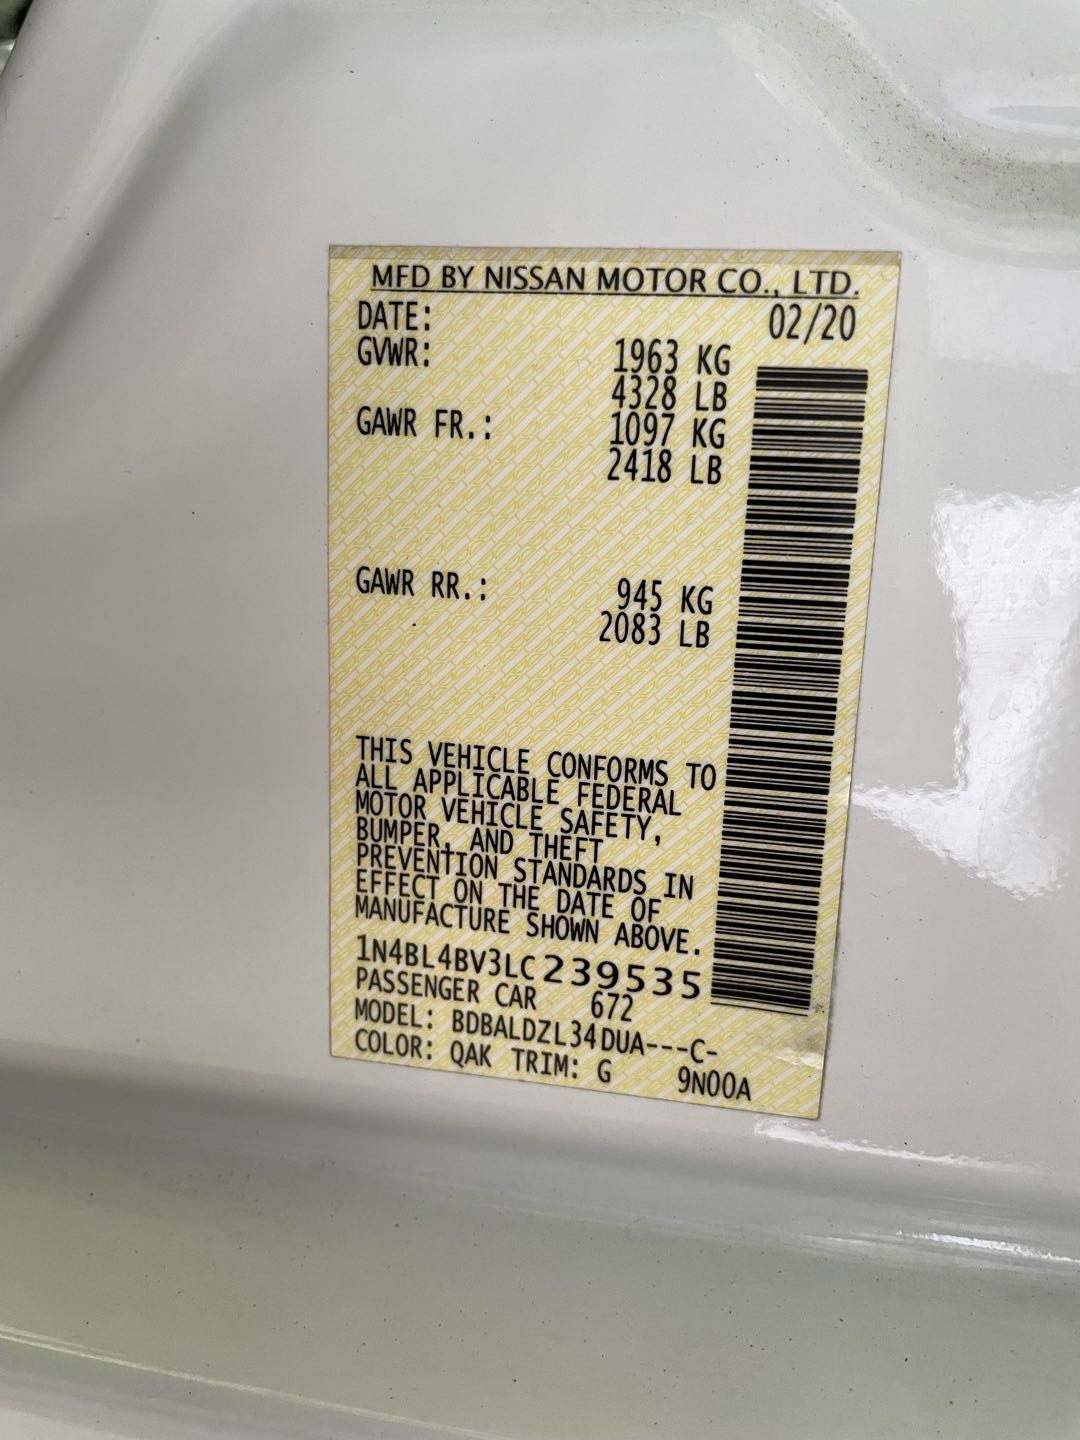 MFD BY NISSAN MOTOR CO., LTD.
DATE: 02/20
GVWR: 1963 KG
4328 LB
GAWR FR.: 1097 KG
2418 LB
GAWR RR.: 945 KG
2083 LB
THIS VEHICLE CONFORMS TO
ALL APPLICABLE FEDERAL
MOTOR VEHICLE SAFETY,
BUMPER, AND THEFT
PREVENTION STANDARDS IN
EFFECT ON THE DATE OF
MANUFACTURE SHOWN ABOVE.
1N4BL4BV3LC239535
PASSENGER CAR 672
MODEL: BDBALDZL34DUA---C-
COLOR: QAK TRIM: G 9N00A